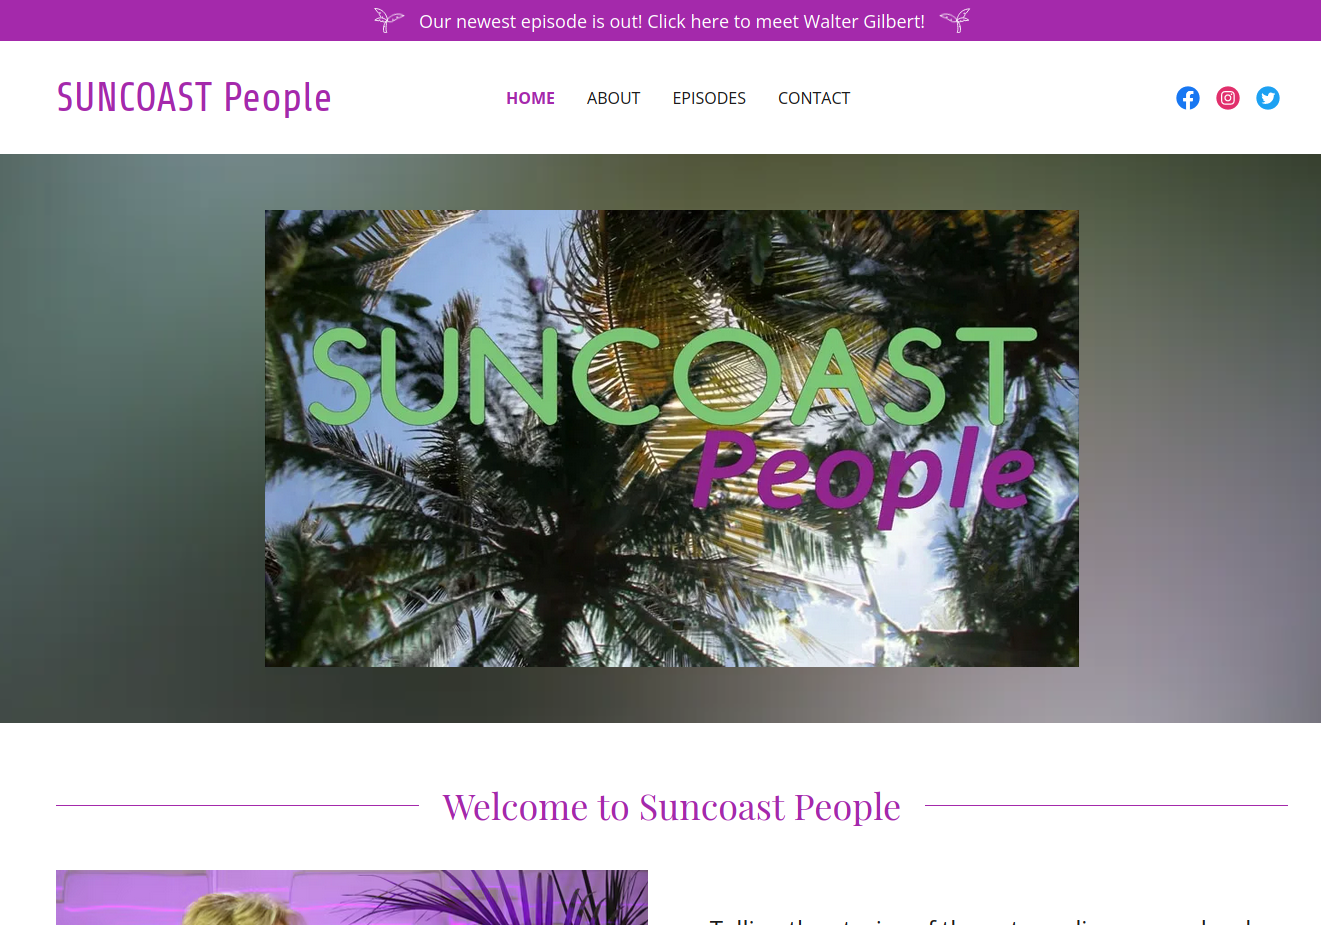 Our newest episode is out! Click here to meet Walter Gilbert!
SUNCOAST People
HOME ABOUT EPISODES CONTACT
SUNCOAST
People
Welcome to Suncoast People